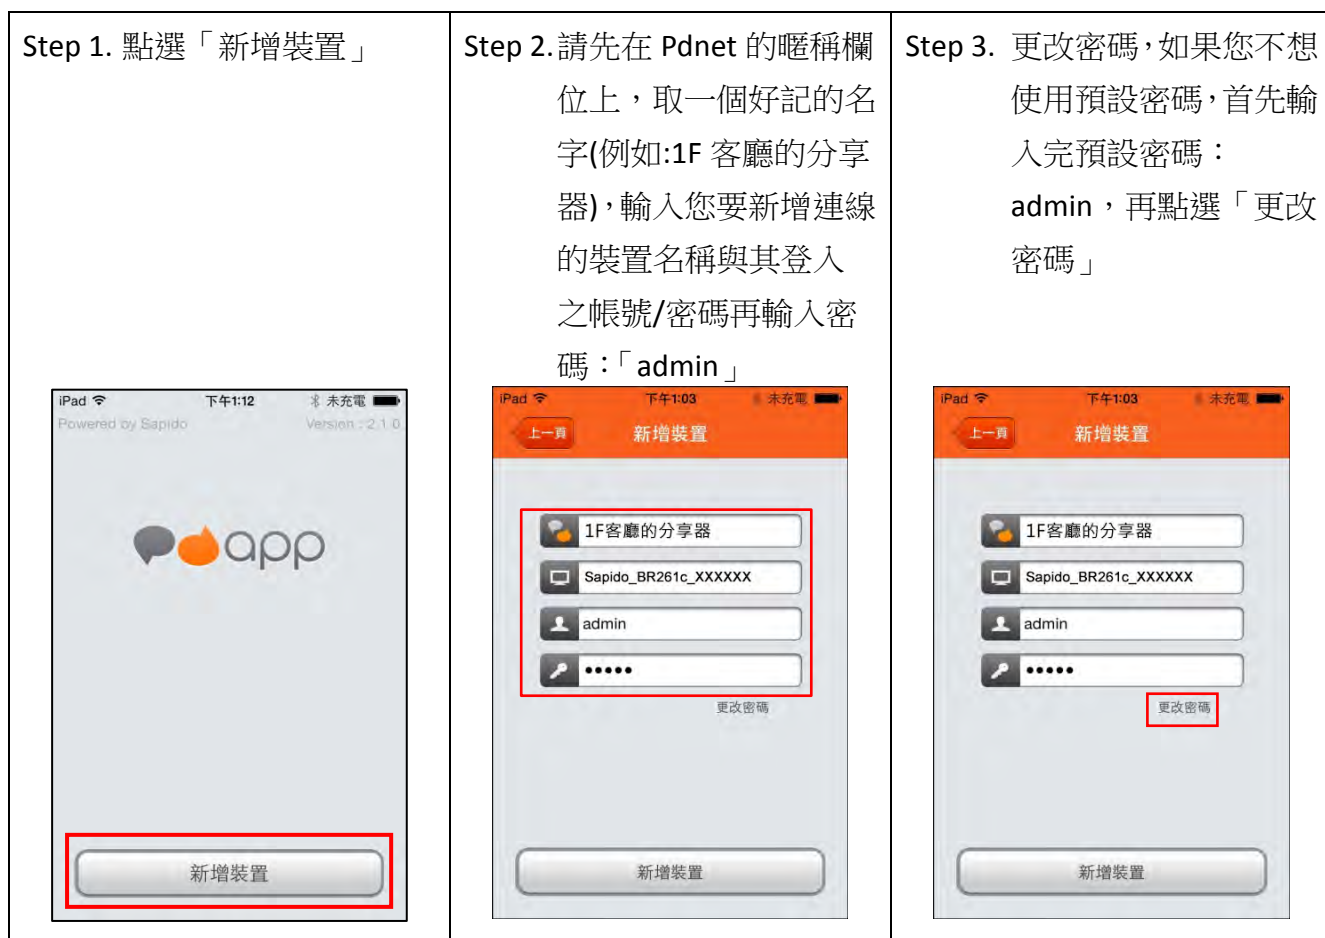 Step 1. 點選「新增裝置」
iPad 下午1:12 未充電
Powered by Sapido Version : 2.1.0
app
新增裝置
Step 2.請先在 Pdnet 的暱稱欄
位上，取一個好記的名
字(例如:1F 客廳的分享
器)，輸入您要新增連線
的裝置名稱與其登入
之帳號/密碼再輸入密
碼：「admin」
iPad 下午1:03 未充電
上一頁 新增裝置
1F客廳的分享器
Sapido_BR261c_XXXXXX
admin
•••••
更改密碼
新增裝置
Step 3. 更改密碼，如果您不想
使用預設密碼，首先輸
入完預設密碼：
admin，再點選「更改
密碼」
iPad 下午1:03 未充電
上一頁 新增裝置
1F客廳的分享器
Sapido_BR261c_XXXXXX
admin
•••••
更改密碼
新增裝置